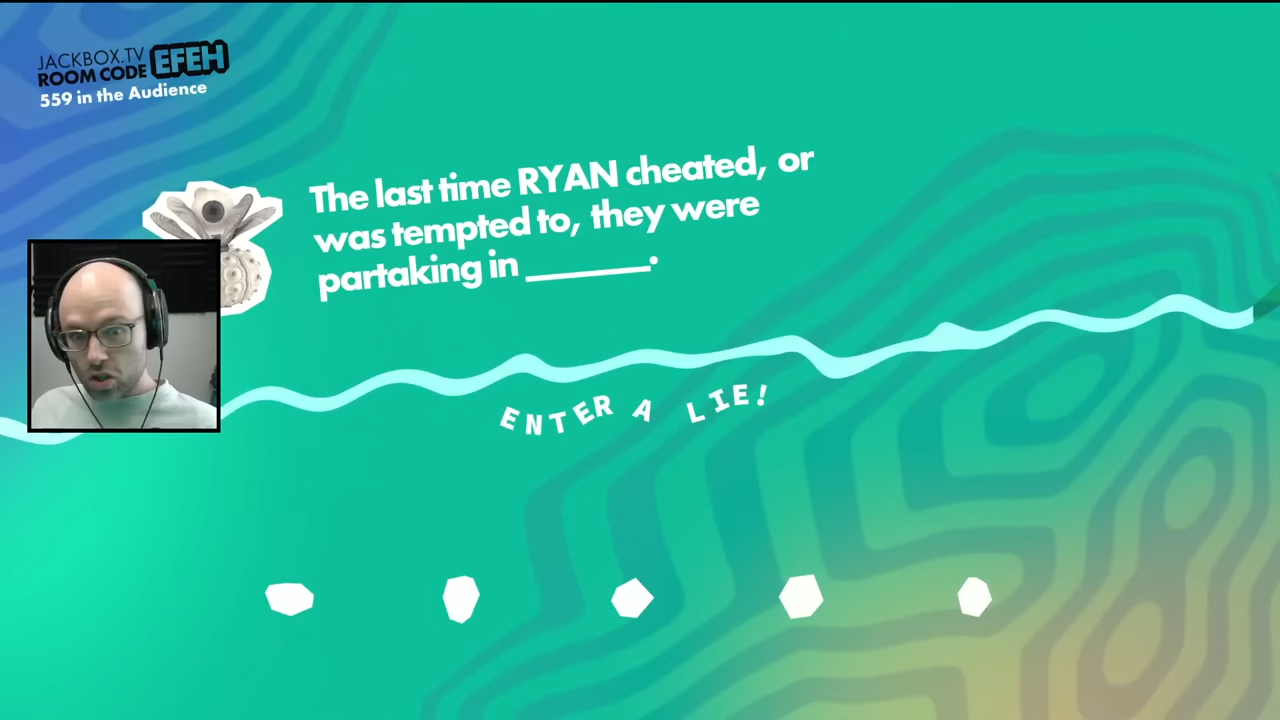 JACKBOX.TV
ROOM CODE EFEH
559 in the Audience
The last time RYAN cheated, or
was tempted to, they were
partaking in _______.
ENTER A LIE!